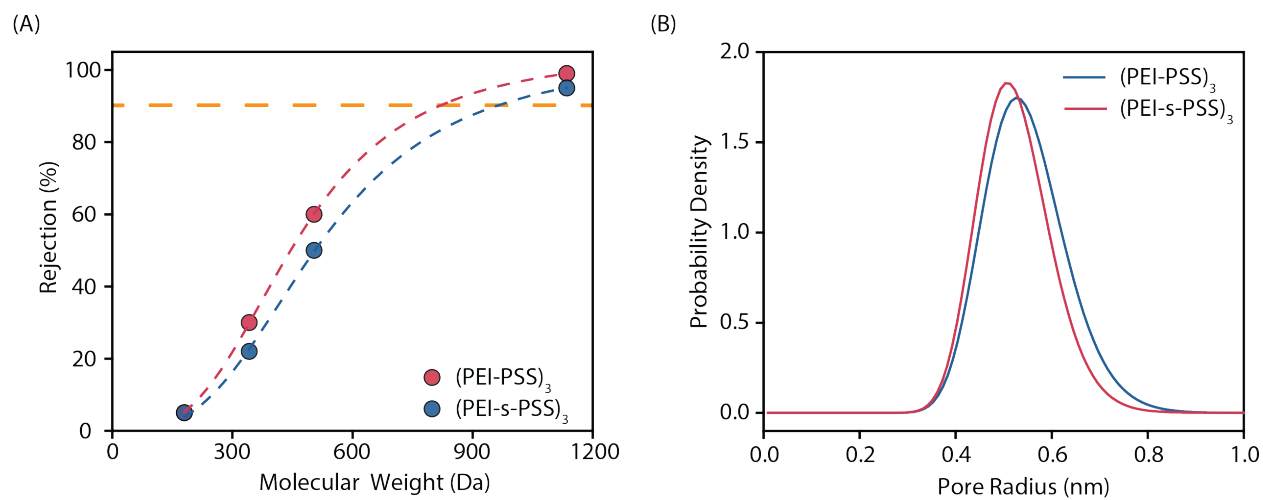 (A)
Rejection (%)
100
80
60
40
20
0
0 300 600 900 1200
Molecular Weight (Da)
(PEI-PSS)₃
(PEI-s-PSS)₃
(B)
Probability Density
2.0
1.5
1.0
0.5
0.0
0.0 0.2 0.4 0.6 0.8 1.0
Pore Radius (nm)
(PEI-PSS)₃
(PEI-s-PSS)₃